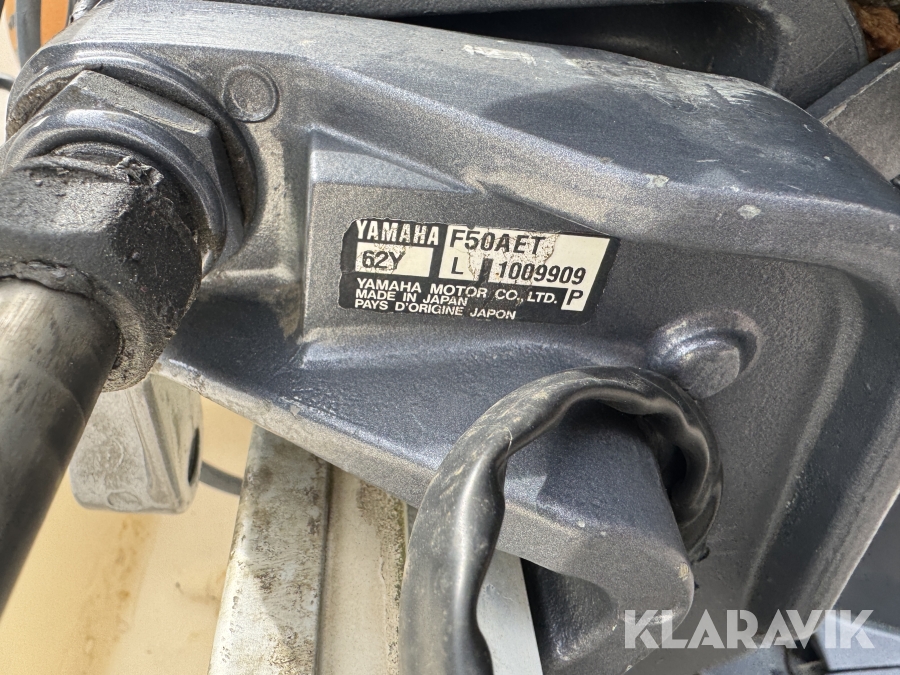 YAMAHA F50AET
62Y L 1009909
YAMAHA MOTOR CO., LTD. P
MADE IN JAPAN
PAYS D'ORIGINE JAPON
KLARAVIK